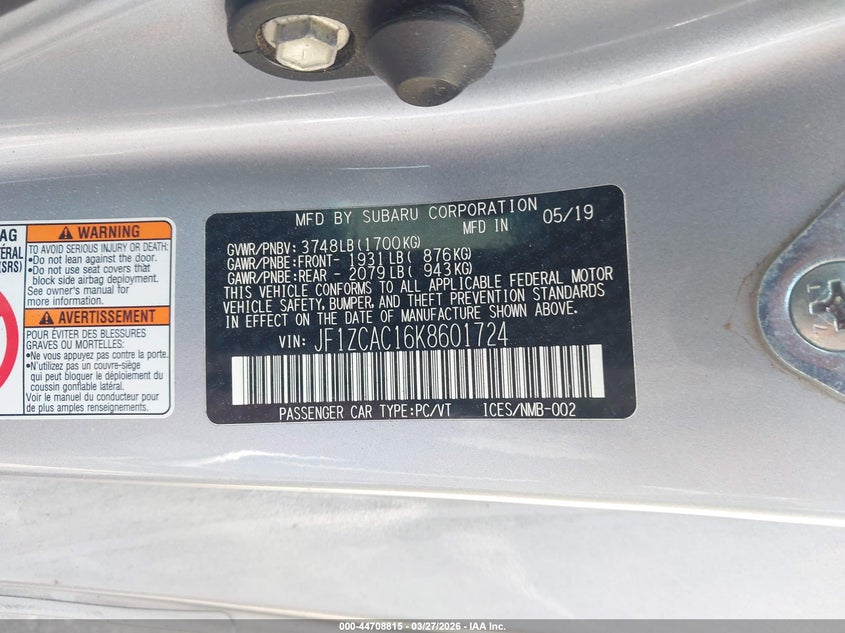 AG
ÉRAL
(SRS)
WARNING
TO AVOID SERIOUS INJURY OR DEATH:
•Do not lean against the door.
•Do not use seat covers that
block side airbag deployment.
See owner's manual for
more information.
AVERTISSEMENT
POUR ÉVITER DES BLESSURES
GRAVES OU MORTELLES:
•Ne vous appuyez pas contre la porte.
•N'utilisez pas un couvre-siège
qui peut bloquer le déploiement du
coussin gonflable latéral.
Voir le manuel du conducteur pour
de plus amples renseignements.
MFD BY SUBARU CORPORATION 05/19
MFD IN
GVWR/PNBV: 3748LB(1700KG)
GAWR/PNBE:FRONT- 1931LB( 876KG)
GAWR/PNBE:REAR - 2079LB( 943KG)
THIS VEHICLE CONFORMS TO ALL APPLICABLE FEDERAL MOTOR
VEHICLE SAFETY, BUMPER, AND THEFT PREVENTION STANDARDS
IN EFFECT ON THE DATE OF MANUFACTURE SHOWN ABOVE.
VIN: JF1ZCAC16K8601724
PASSENGER CAR TYPE:PC/VT ICES/NMB-002
000-44708815 - 03/27/2026 - IAA Inc.